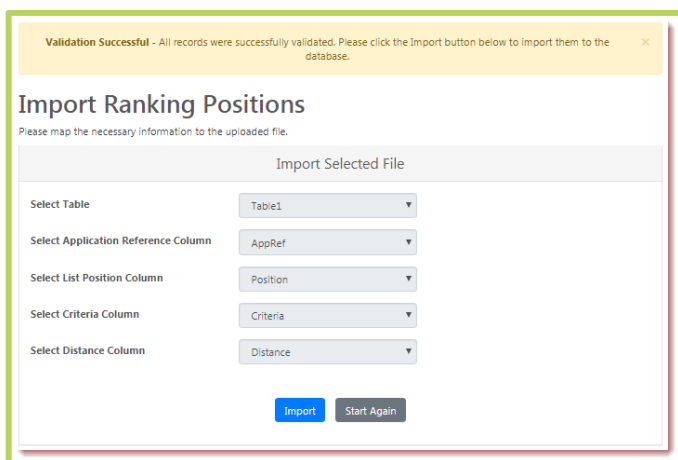 Validation Successful - All records were successfully validated. Please click the Import button below to import them to the ×
database.
Import Ranking Positions
Please map the necessary information to the uploaded file.
Import Selected File
Select Table Table1
Select Application Reference Column AppRef
Select List Position Column Position
Select Criteria Column Criteria
Select Distance Column Distance
Import Start Again